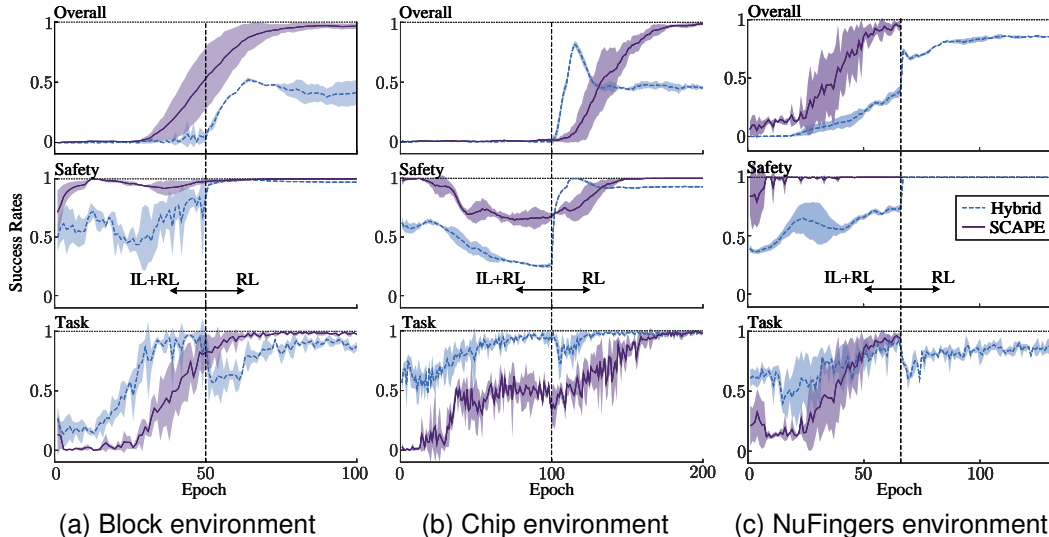 Overall
1
0.5
0
Safety
1
0.5
0
IL+RL
RL
Task
1
0.5
0
0
50
100
Epoch
Success Rates
(a) Block environment
Overall
1
0.5
0
Safety
1
0.5
0
IL+RL
RL
Task
1
0.5
0
0
100
200
Epoch
(b) Chip environment
Overall
1
0.5
0
Safety
1
0.5
0
Hybrid
SCAPE
IL+RL
RL
Task
1
0.5
0
0
50
100
Epoch
(c) NuFingers environment